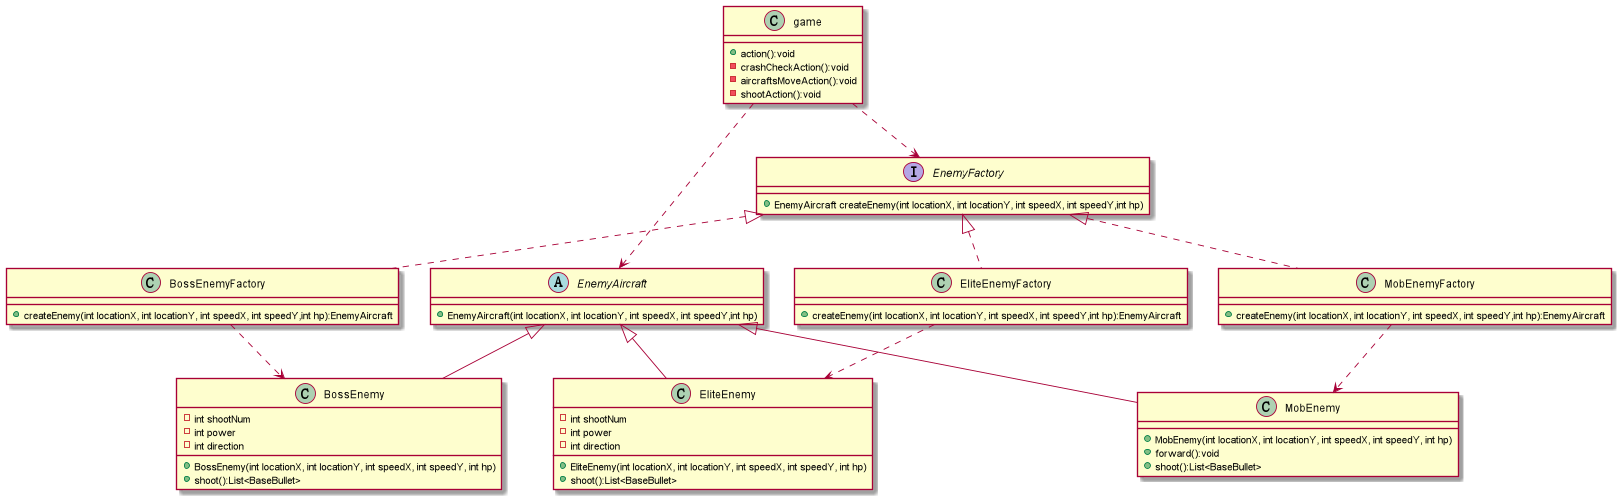 C game
action():void
crashCheckAction():void
aircraftsMoveAction():void
shootAction():void
I EnemyFactory
EnemyAircraft createEnemy(int locationX, int locationY, int speedX, int speedY,int hp)
C BossEnemyFactory
createEnemy(int locationX, int locationY, int speedX, int speedY,int hp):EnemyAircraft
A EnemyAircraft
EnemyAircraft(int locationX, int locationY, int speedX, int speedY,int hp)
C EliteEnemyFactory
createEnemy(int locationX, int locationY, int speedX, int speedY,int hp):EnemyAircraft
C MobEnemyFactory
createEnemy(int locationX, int locationY, int speedX, int speedY,int hp):EnemyAircraft
C BossEnemy
int shootNum
int power
int direction
BossEnemy(int locationX, int locationY, int speedX, int speedY, int hp)
shoot():List<BaseBullet>
C EliteEnemy
int shootNum
int power
int direction
EliteEnemy(int locationX, int locationY, int speedX, int speedY, int hp)
shoot():List<BaseBullet>
C MobEnemy
MobEnemy(int locationX, int locationY, int speedX, int speedY, int hp)
forward():void
shoot():List<BaseBullet>